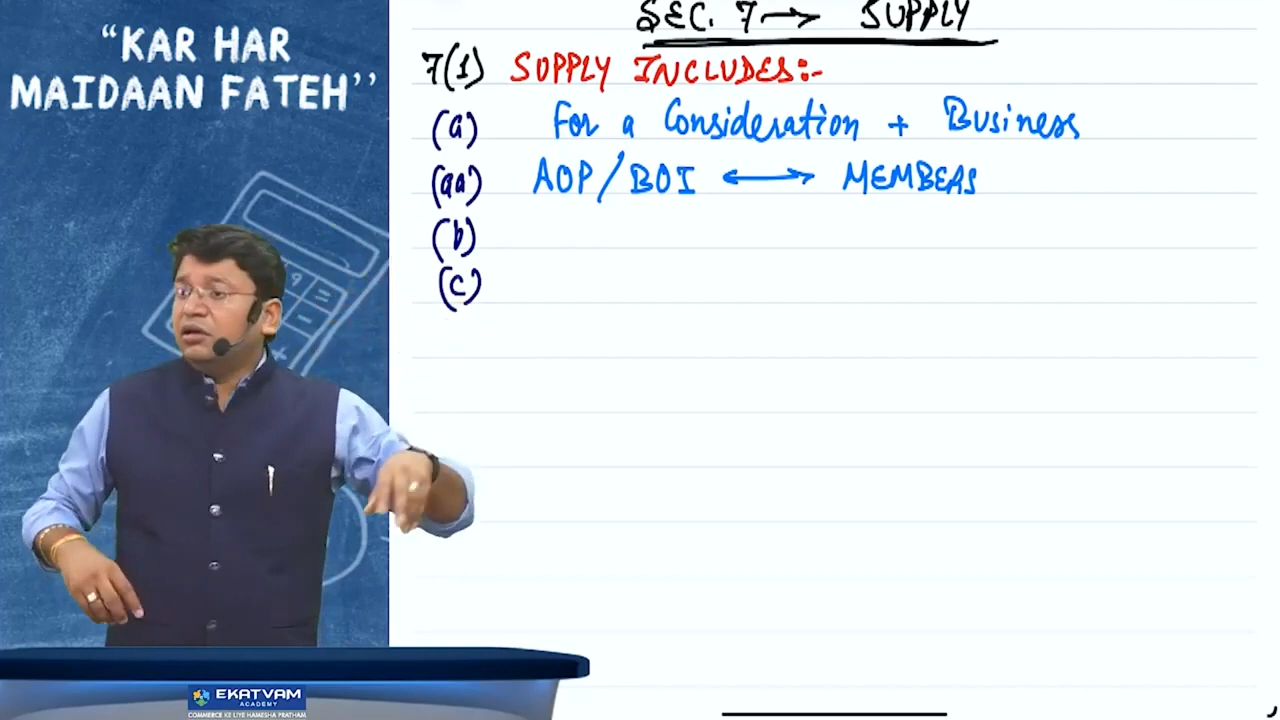 “KAR HAR
MAIDAAN FATEH’’
SEC. 7 → SUPPLY
7(1) SUPPLY INCLUDES:-
(a) For a Consideration + Business
(aa) AOP/BOI ↔ MEMBERS
(b)
(c)
EKATVAM
ACADEMY
COMMERCE KE LIYE HAMESHA PRATHAM